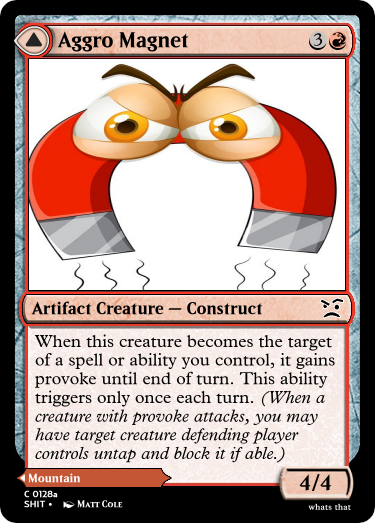 Aggro Magnet 3
Artifact Creature — Construct
When this creature becomes the target
of a spell or ability you control, it gains
provoke until end of turn. This ability
triggers only once each turn. (When a
creature with provoke attacks, you may
have target creature defending player
controls untap and block it if able.)
Mountain
4/4
C 0128a
SHIT • Matt Cole
whats that